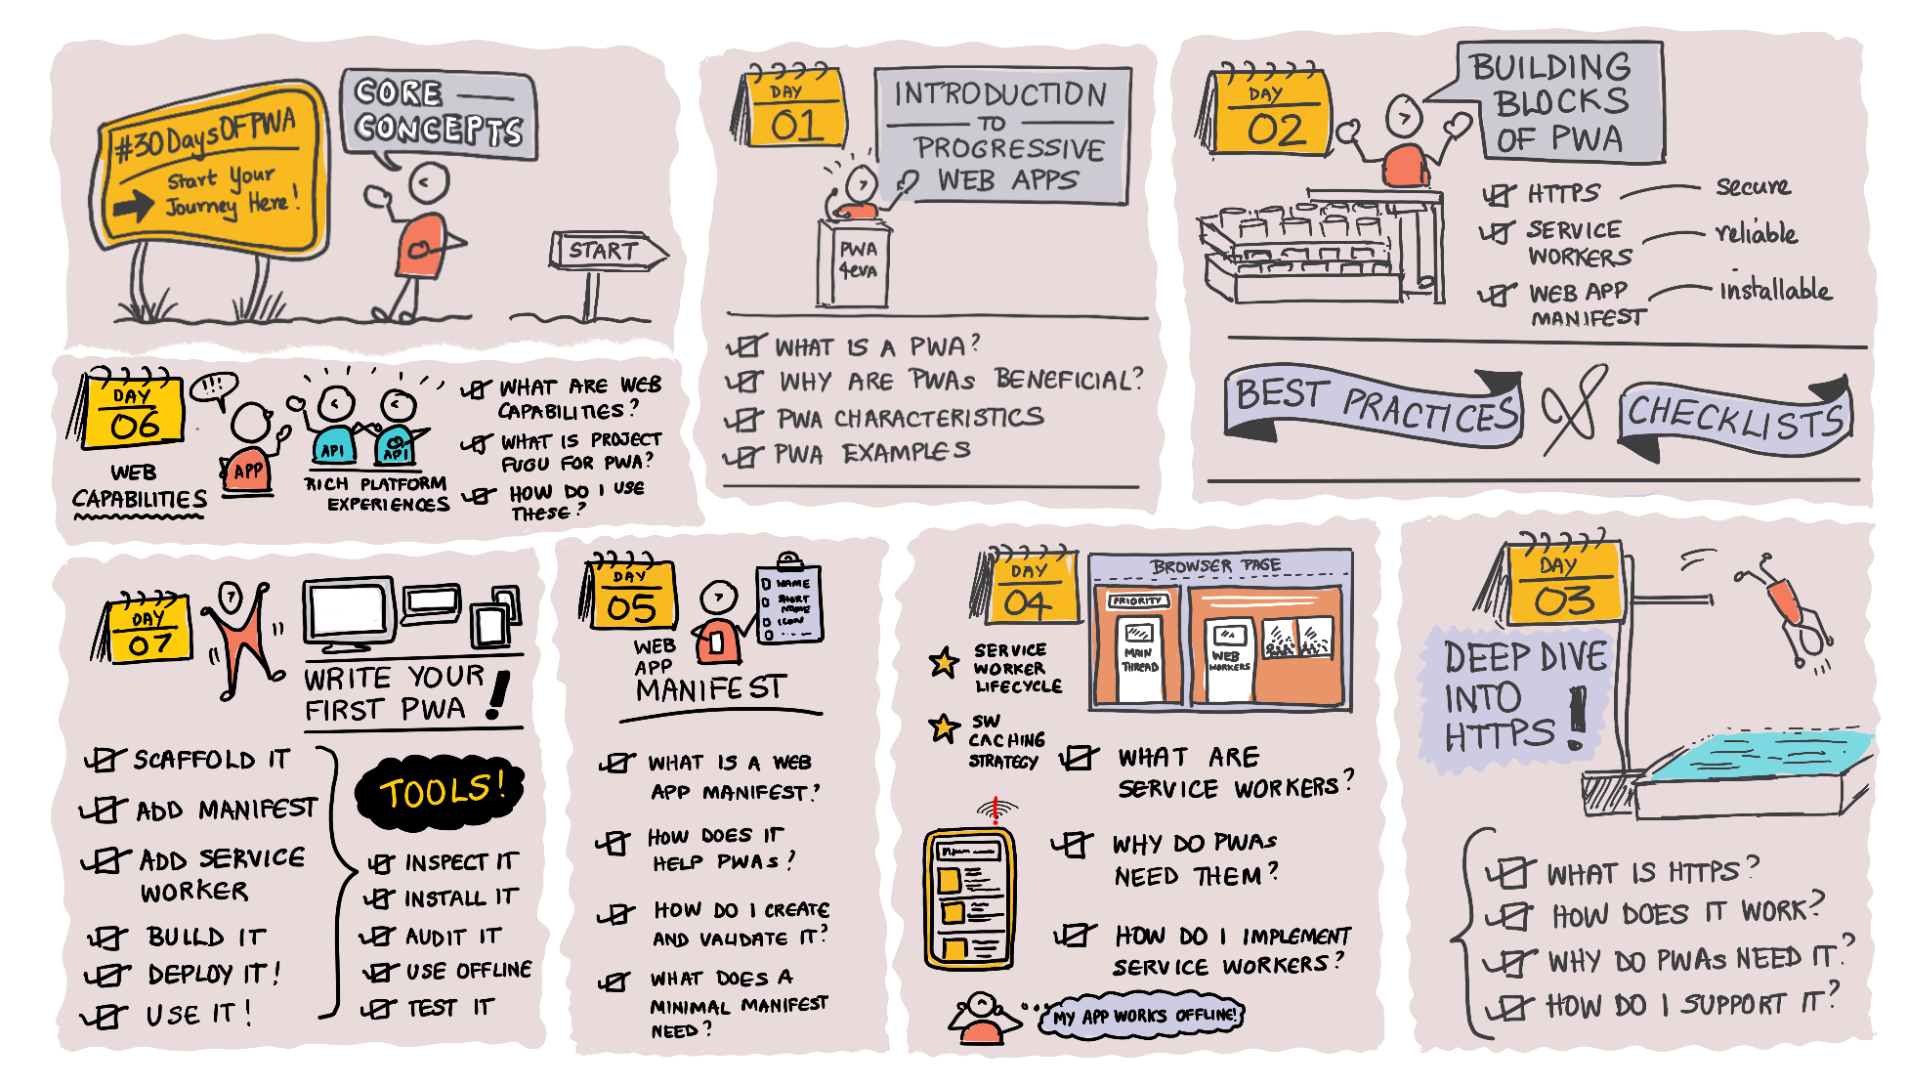 #30DaysOFPWA
Start Your
Journey Here!
CORE
CONCEPTS
START
DAY
01
INTRODUCTION
TO
PROGRESSIVE
WEB APPS
PWA
4eva
WHAT IS A PWA?
WHY ARE PWAs BENEFICIAL?
PWA CHARACTERISTICS
PWA EXAMPLES
DAY
02
BUILDING
BLOCKS
OF PWA
HTTPS secure
SERVICE
WORKERS reliable
WEB APP
MANIFEST installable
BEST PRACTICES & CHECKLISTS
DAY
03
DEEP DIVE
INTO
HTTPS!
WHAT IS HTTPS?
HOW DOES IT WORK?
WHY DO PWAs NEED IT?
HOW DO I SUPPORT IT?
DAY
04
BROWSER PAGE
PRIORITY
MAIN
THREAD
WEB
WORKERS
SERVICE
WORKER
LIFECYCLE
SW
CACHING
STRATEGY
WHAT ARE
SERVICE WORKERS?
WHY DO PWAs
NEED THEM?
HOW DO I IMPLEMENT
SERVICE WORKERS?
MY APP WORKS OFFLINE!
DAY
05
NAME
SHORT
NAME
ICON
WEB
APP
MANIFEST
WHAT IS A WEB
APP MANIFEST?
HOW DOES IT
HELP PWAs?
HOW DO I CREATE
AND VALIDATE IT?
WHAT DOES A
MINIMAL MANIFEST
NEED?
DAY
06
WEB
CAPABILITIES
!!!
APP
API
API
RICH PLATFORM
EXPERIENCES
WHAT ARE WEB
CAPABILITIES?
WHAT IS PROJECT
FUGU FOR PWA?
HOW DO I USE
THESE?
DAY
07
WRITE YOUR
FIRST PWA!
SCAFFOLD IT
ADD MANIFEST
ADD SERVICE
WORKER
BUILD IT
DEPLOY IT!
USE IT!
TOOLS!
INSPECT IT
INSTALL IT
AUDIT IT
USE OFFLINE
TEST IT